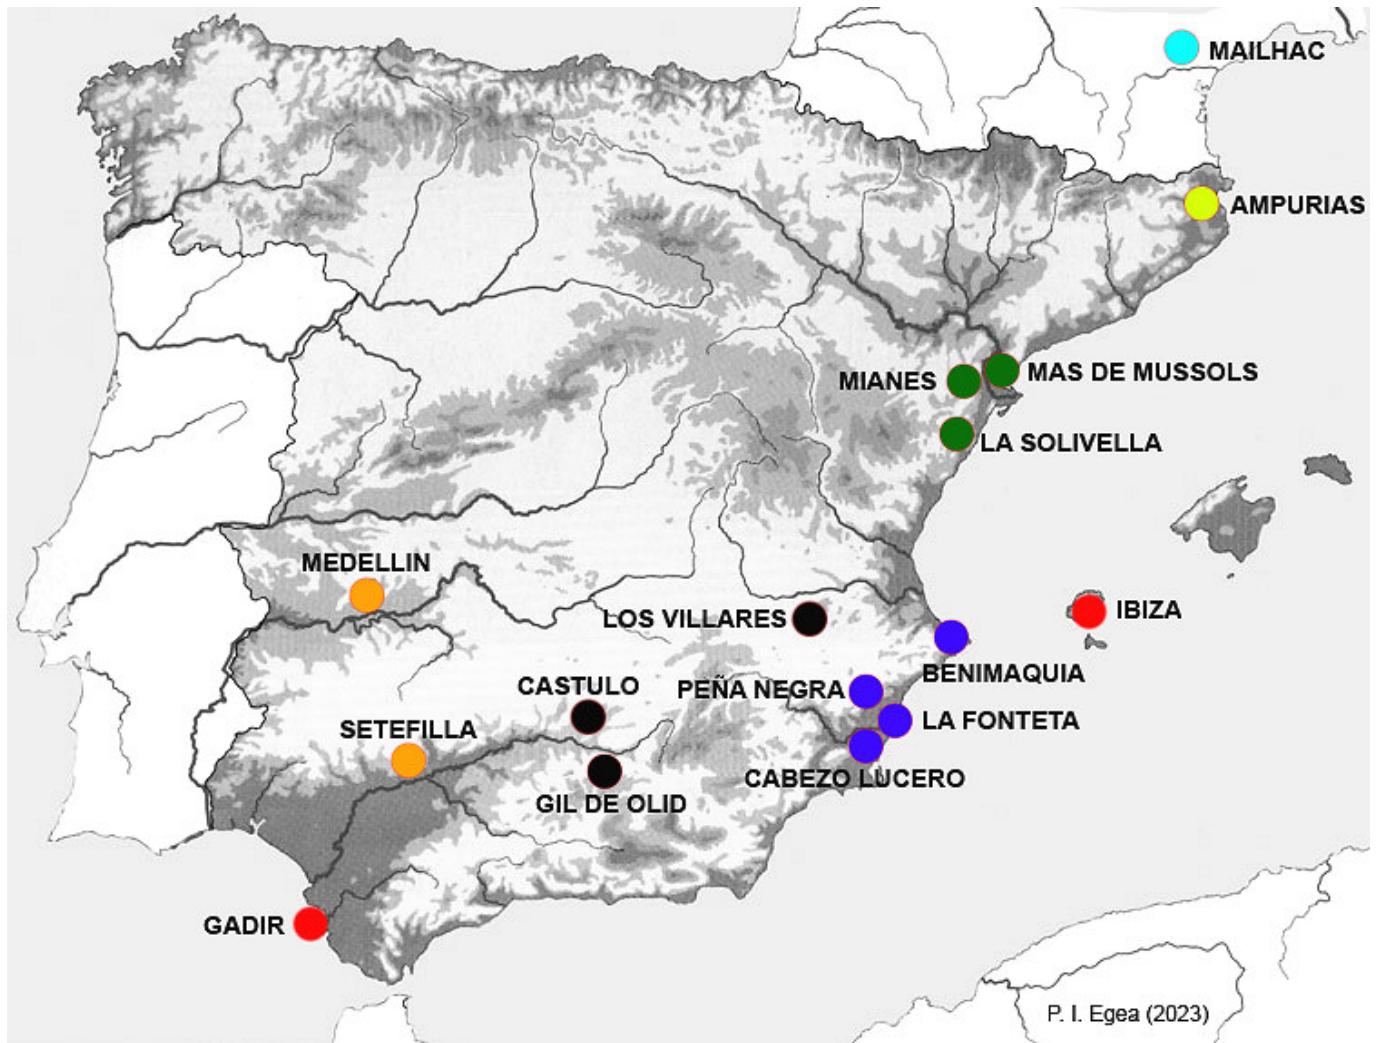 MAILHAC
AMPURIAS
MIANES
MAS DE MUSSOLS
LA SOLIVELLA
MEDELLIN
LOS VILLARES
IBIZA
BENIMAQUIA
CASTULO
PEÑA NEGRA
SETEFILLA
LA FONTETA
CABEZO LUCERO
GIL DE OLID
GADIR
P. I. Egea (2023)